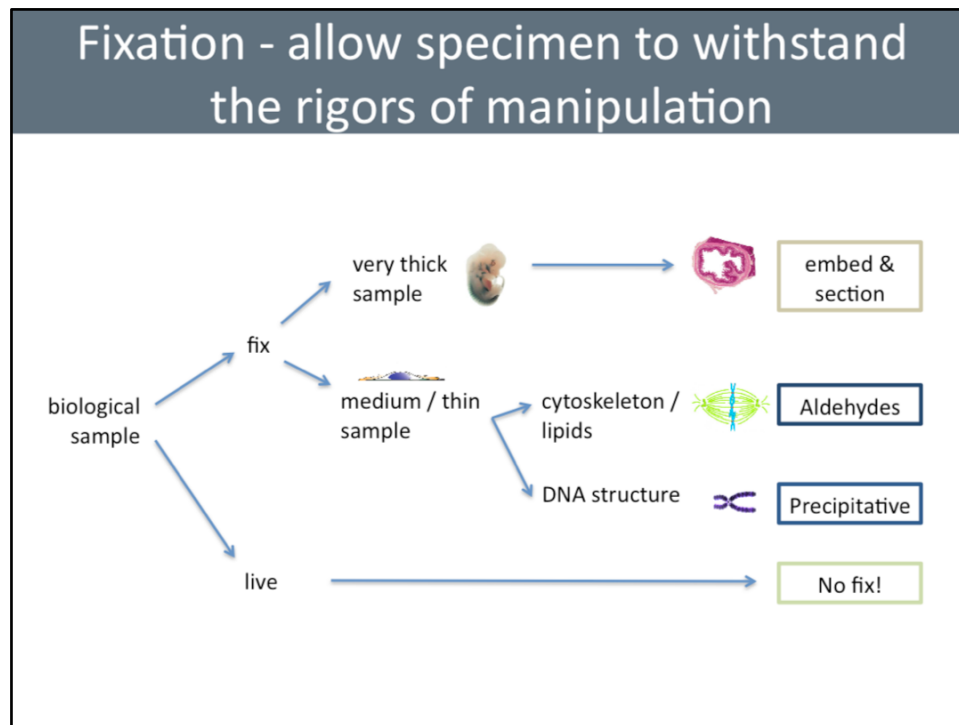 Fixation - allow specimen to withstand
the rigors of manipulation
very thick
sample
embed &
section
fix
biological
sample
medium / thin
sample
cytoskeleton /
lipids
Aldehydes
DNA structure
Precipitative
live
No fix!